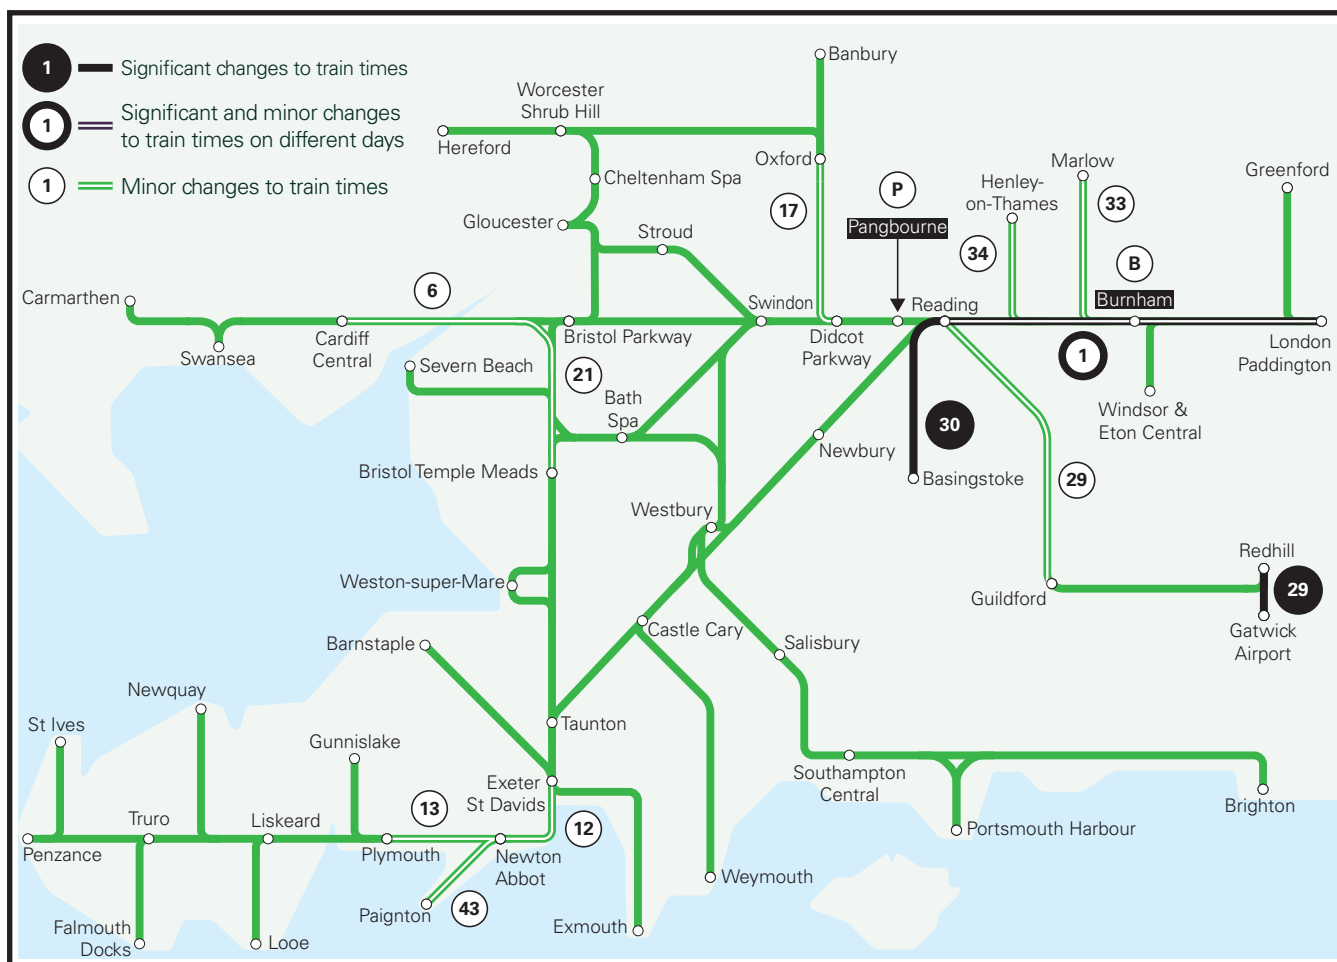 1 Significant changes to train times
1 Significant and minor changes
to train times on different days
1 Minor changes to train times
Banbury
Worcester
Shrub Hill
Hereford
Oxford
Marlow
Greenford
Henley-
on-Thames
Cheltenham Spa
P
33
17
Gloucester
Stroud
Pangbourne
34
B
6
Carmarthen
Swindon
Reading
Burnham
Swansea
Cardiff
Central
Bristol Parkway
Didcot
Parkway
1
London
Paddington
Severn Beach
21
Bath
Spa
Windsor &
Eton Central
30
Newbury
Bristol Temple Meads
Basingstoke
29
Westbury
Redhill
Weston-super-Mare
Guildford
29
Castle Cary
Gatwick
Airport
Barnstaple
Salisbury
Newquay
St Ives
Taunton
Gunnislake
Exeter
St Davids
Southampton
Central
Brighton
13
12
Truro
Liskeard
Portsmouth Harbour
Penzance
Plymouth
Newton
Abbot
Weymouth
43
Paignton
Falmouth
Docks
Looe
Exmouth